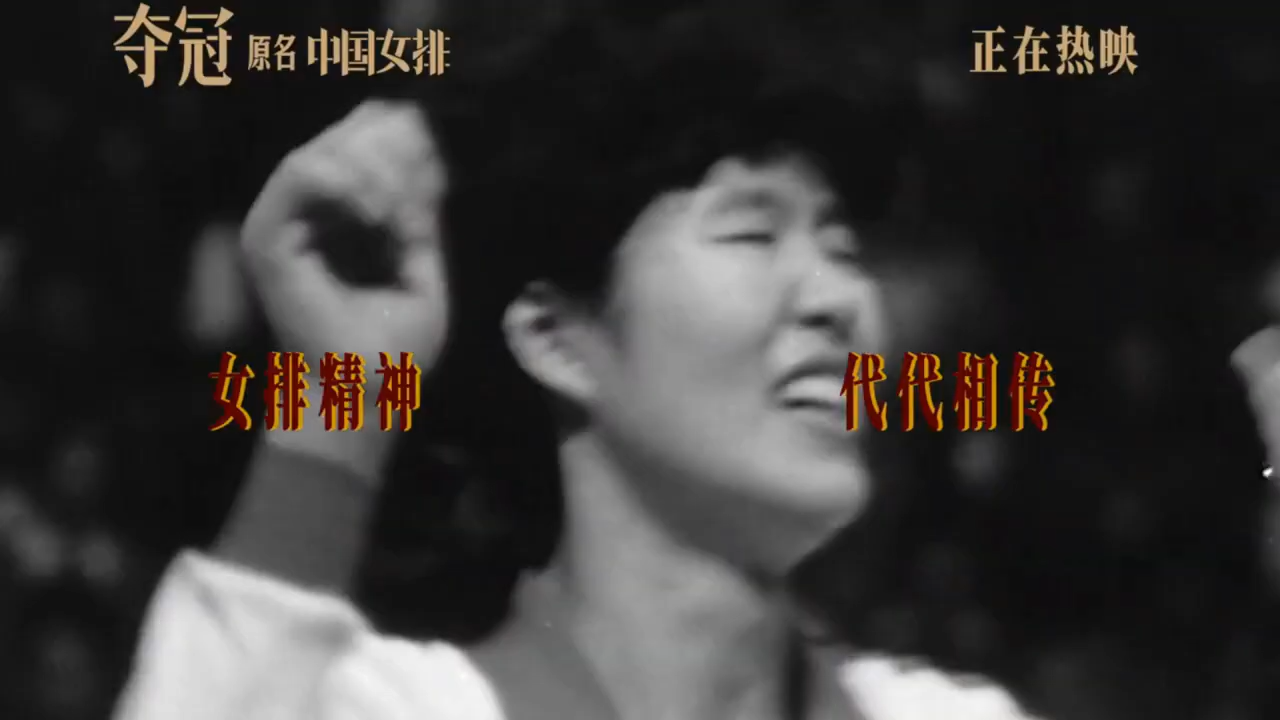 夺冠 原名 中国女排
正在热映
女排精神
代代相传